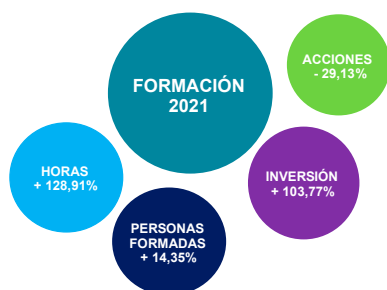 FORMACIÓN
2021
ACCIONES
- 29,13%
HORAS
+ 128,91%
INVERSIÓN
+ 103,77%
PERSONAS
FORMADAS
+ 14,35%